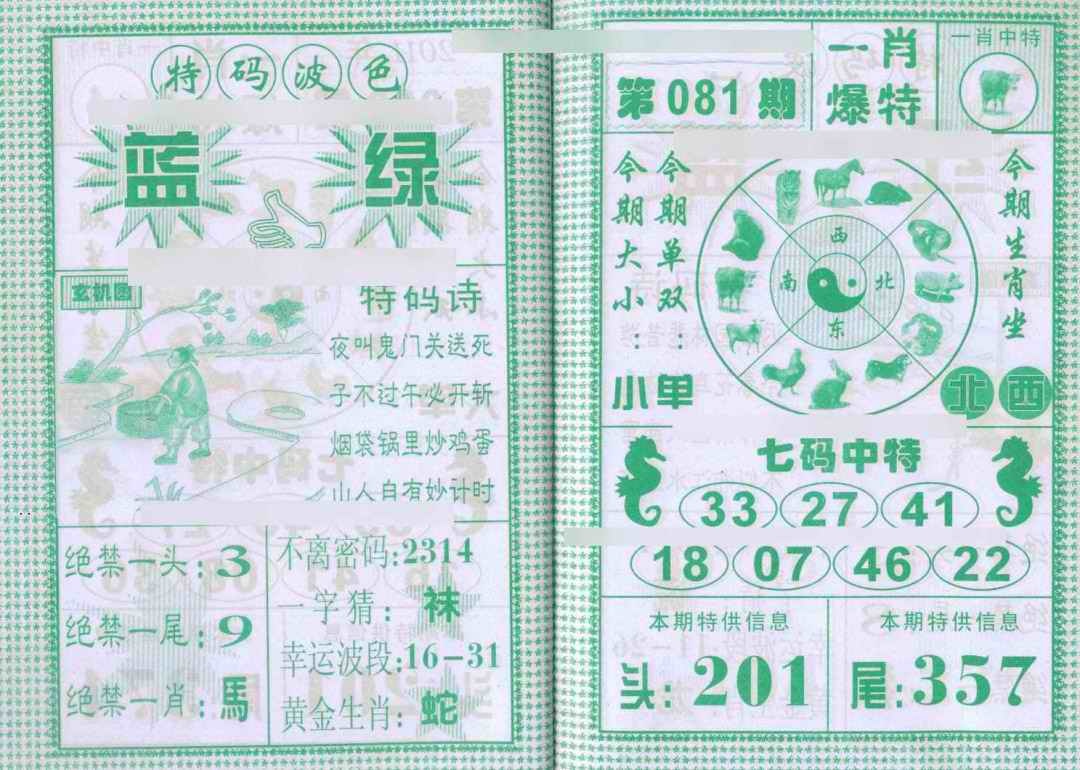 特码波色
蓝 绿
玄机图
特码诗
夜叫鬼门关送死
子不过午必开斩
烟袋锅里炒鸡蛋
山人自有妙计时
绝禁一头:3
绝禁一尾:9
绝禁一肖:馬
不离密码:2314
一字猜:袜
幸运波段:16-31
黄金生肖:蛇
第081期
一肖
爆特
一肖中特
今期大小:小
今期单双:单
西
南 北
东
今期生肖坐
北西
七码中特
33 27 41
18 07 46 22
本期特供信息
头:201
本期特供信息
尾:357